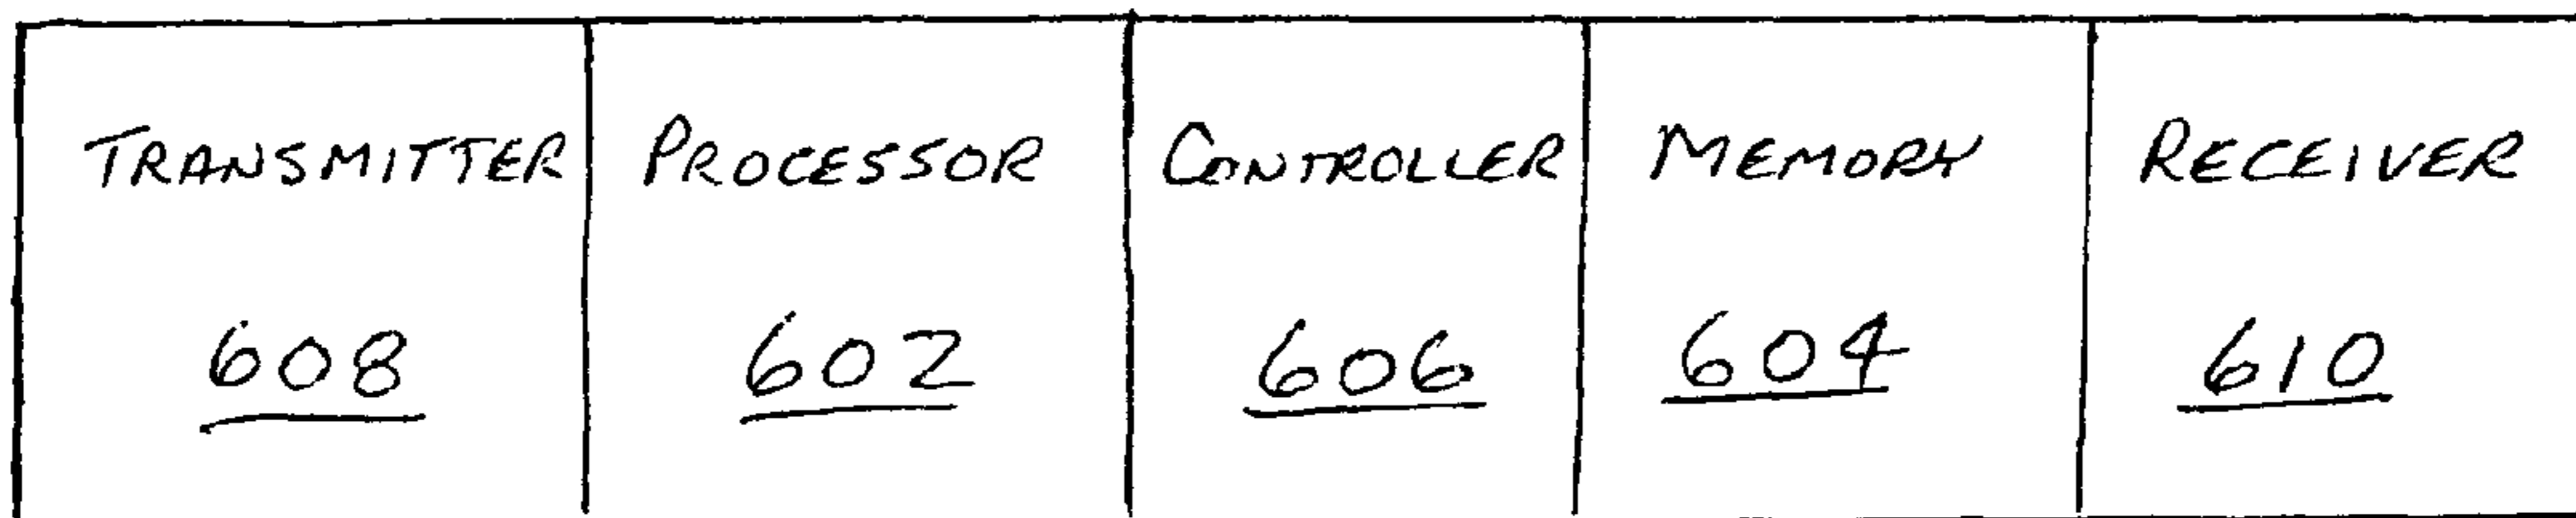 TRANSMITTER PROCESSOR CONTROLLER MEMORY RECEIVER
608 602 606 604 610